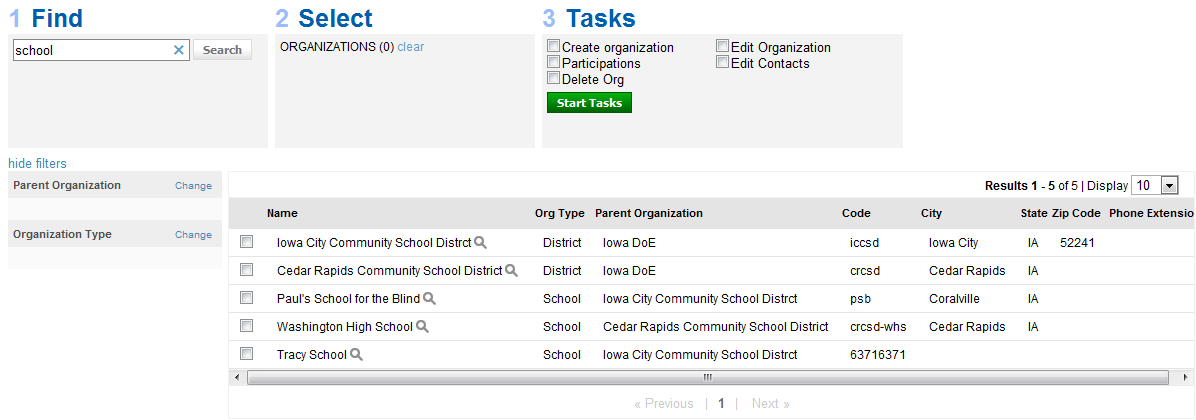 1 Find
school
Search
2 Select
ORGANIZATIONS (0) clear
3 Tasks
Create organization
Edit Organization
Participations
Edit Contacts
Delete Org
Start Tasks
hide filters
Parent Organization Change
Organization Type Change
Results 1 - 5 of 5 | Display 10
Name Org Type Parent Organization Code City State Zip Code Phone Extensio
Iowa City Community School Distrct District Iowa DoE iccsd Iowa City IA 52241
Cedar Rapids Community School District District Iowa DoE crcsd Cedar Rapids IA
Paul's School for the Blind School Iowa City Community School Distrct psb Coralville IA
Washington High School School Cedar Rapids Community School District crcsd-whs Cedar Rapids IA
Tracy School School Iowa City Community School Distrct 63716371
« Previous | 1 | Next »